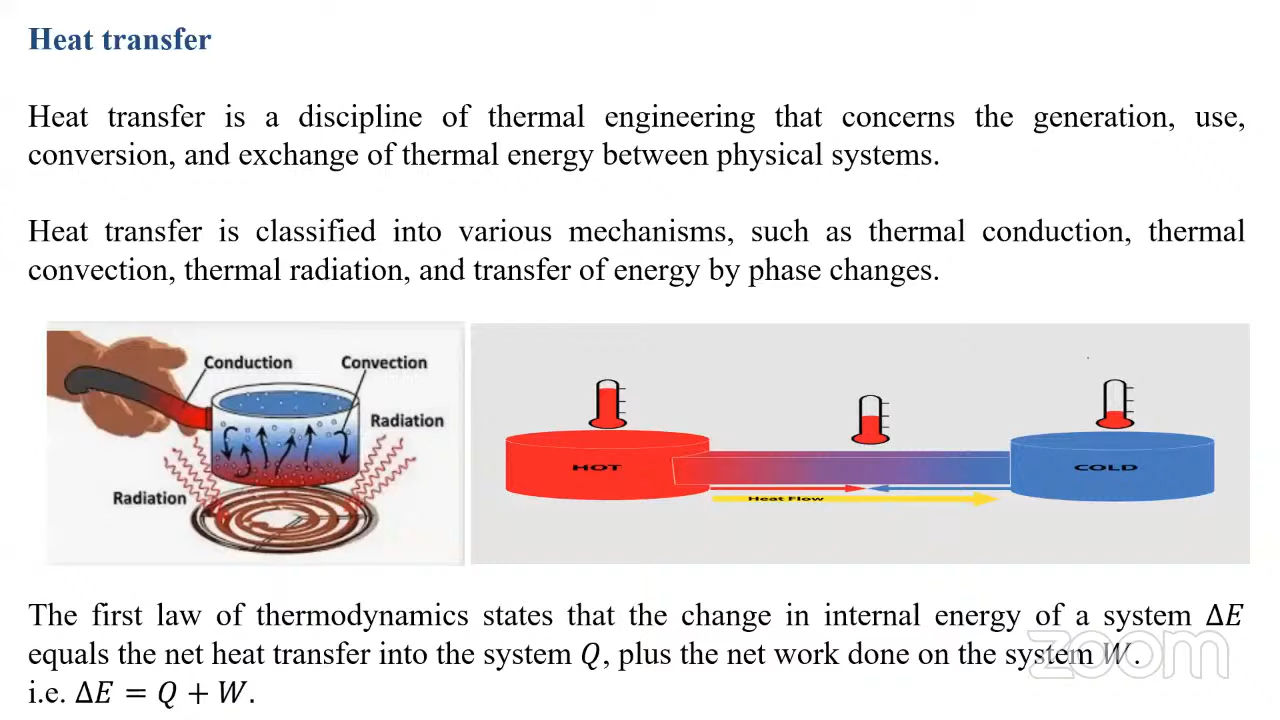 Heat transfer
Heat transfer is a discipline of thermal engineering that concerns the generation, use,
conversion, and exchange of thermal energy between physical systems.
Heat transfer is classified into various mechanisms, such as thermal conduction, thermal
convection, thermal radiation, and transfer of energy by phase changes.
Conduction
Convection
Radiation
Radiation
HOT
COLD
Heat Flow
The first law of thermodynamics states that the change in internal energy of a system ΔE
equals the net heat transfer into the system Q, plus the net work done on the system W.
i.e. ΔE = Q + W.
zoom